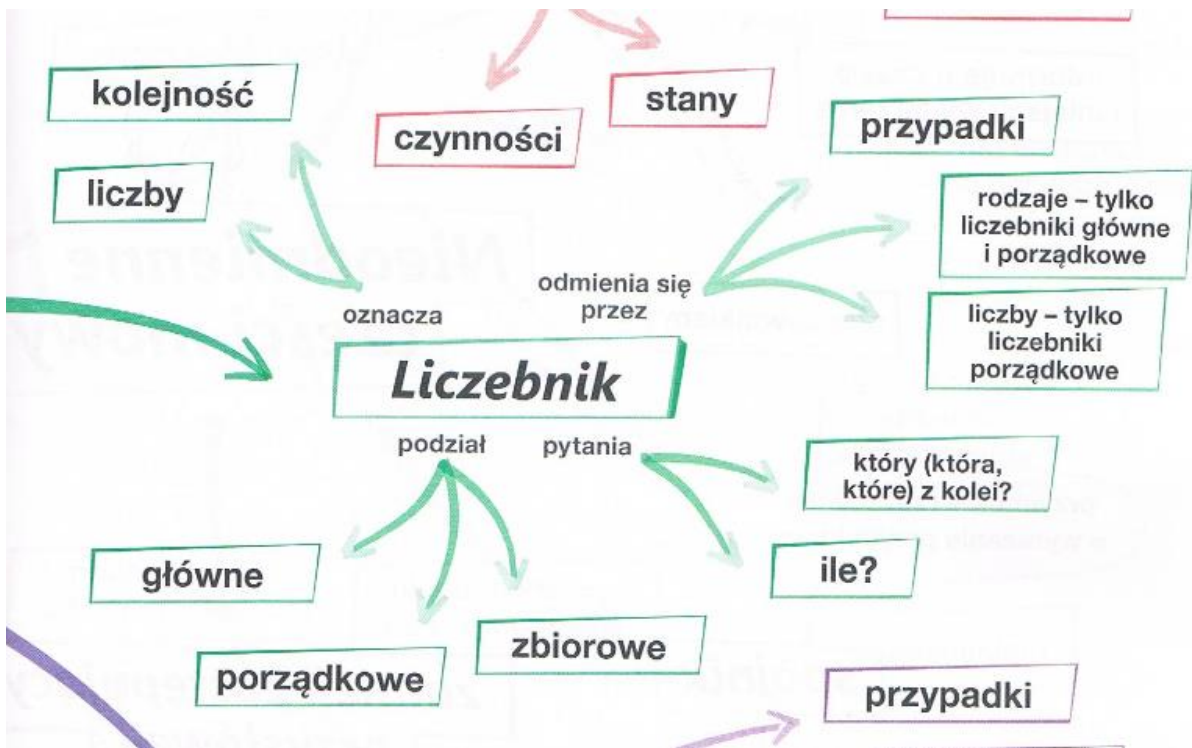 kolejność
czynności
stany
przypadki
liczby
rodzaje – tylko
liczebniki główne
i porządkowe
oznacza
odmienia się
przez
liczby – tylko
liczebniki
porządkowe
Liczebnik
podział
pytania
który (która,
które) z kolei?
główne
ile?
porządkowe
zbiorowe
przypadki